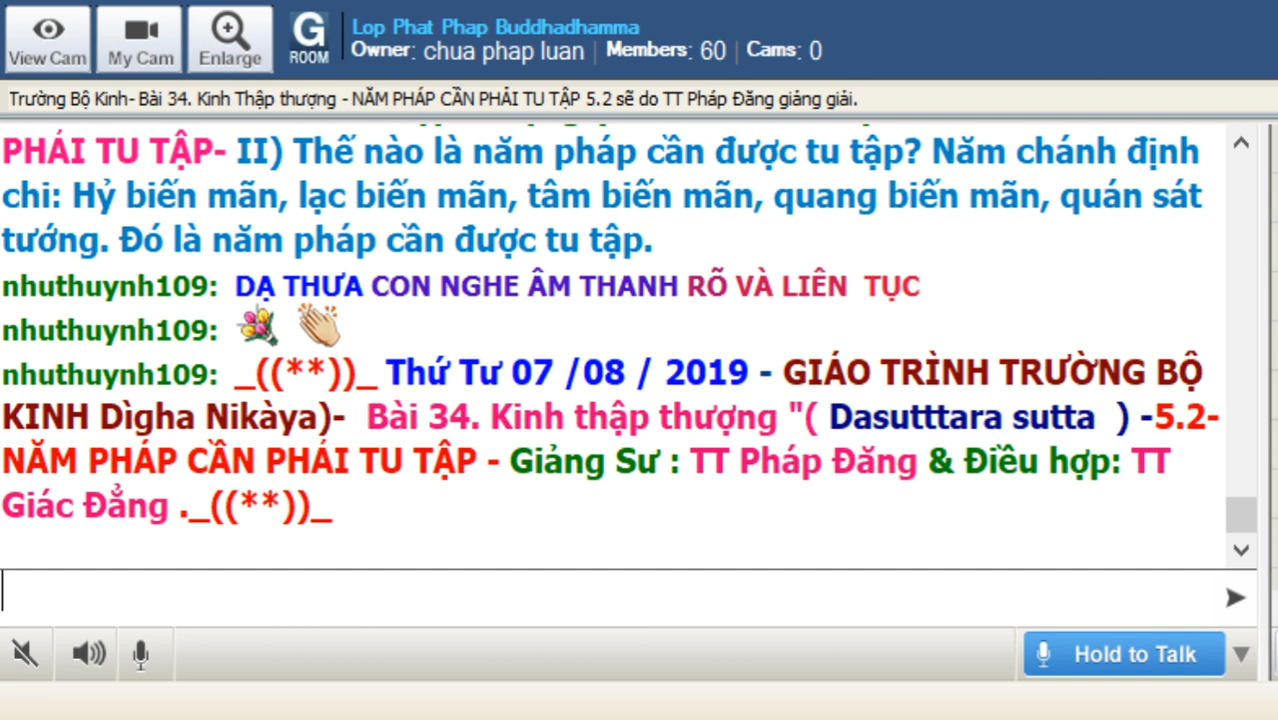 Lop Phat Phap Buddhadhamma
View Cam My Cam Enlarge G ROOM Owner: chua phap luan | Members: 60 | Cams: 0
Trường Bộ Kinh- Bài 34. Kinh Thập thượng - NĂM PHÁP CẦN PHẢI TU TẬP 5.2 sẽ do TT Pháp Đăng giảng giải.
PHÁI TU TẬP- II) Thế nào là năm pháp cần được tu tập? Năm chánh định
chi: Hỷ biến mãn, lạc biến mãn, tâm biến mãn, quang biến mãn, quán sát
tướng. Đó là năm pháp cần được tu tập.
nhuthuynh109: DẠ THƯA CON NGHE ÂM THANH RÕ VÀ LIÊN TỤC
nhuthuynh109:
nhuthuynh109: _((**))_ Thứ Tư 07 /08 / 2019 - GIÁO TRÌNH TRƯỜNG BỘ
KINH Dìgha Nikàya)- Bài 34. Kinh thập thượng "( Dasutttara sutta ) -5.2-
NĂM PHÁP CẦN PHÁI TU TẬP - Giảng Sư : TT Pháp Đăng & Điều hợp: TT
Giác Đẳng ._((**))_
Hold to Talk